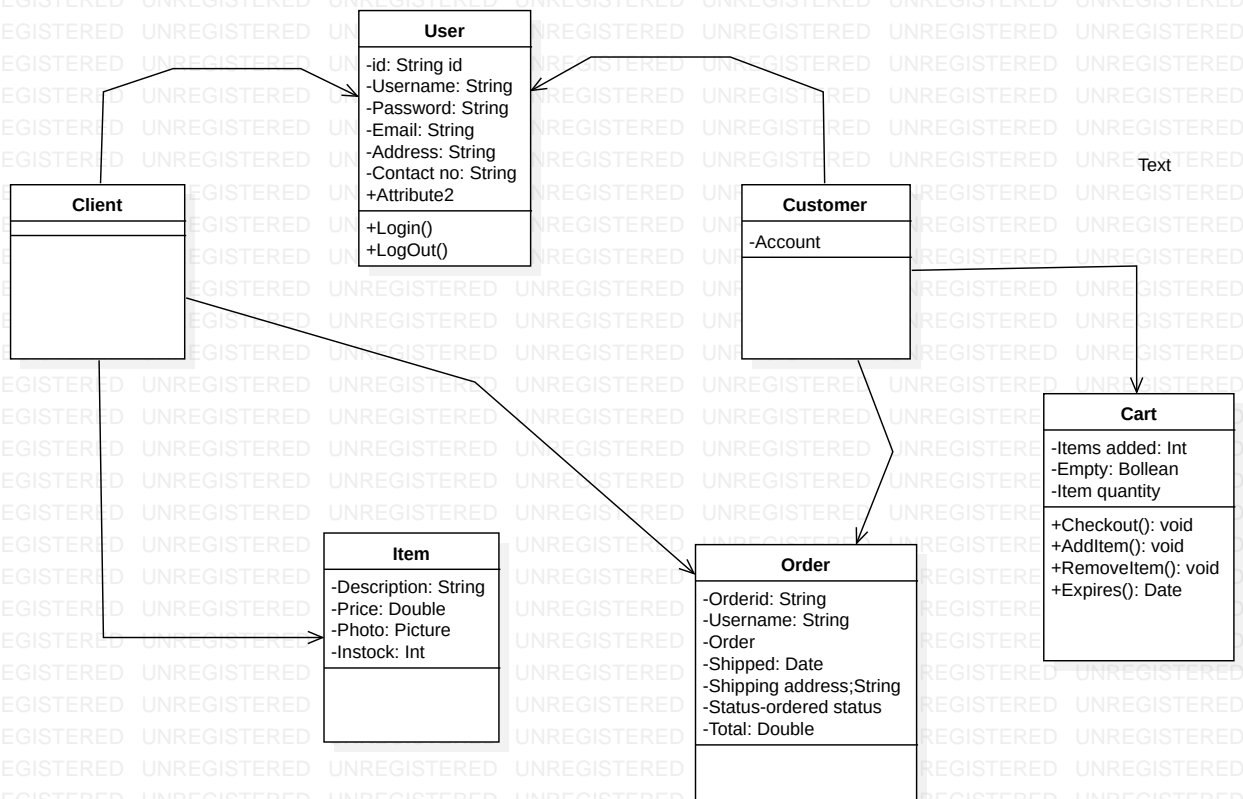 User
-id: String id
-Username: String
-Password: String
-Email: String
-Address: String
-Contact no: String
+Attribute2
+Login()
+LogOut()
Text
Client
Customer
-Account
Cart
-Items added: Int
-Empty: Bollean
-Item quantity
+Checkout(): void
+AddItem(): void
+RemoveItem(): void
+Expires(): Date
Item
-Description: String
-Price: Double
-Photo: Picture
-Instock: Int
Order
-Orderid: String
-Username: String
-Order
-Shipped: Date
-Shipping address;String
-Status-ordered status
-Total: Double
UNREGISTERED